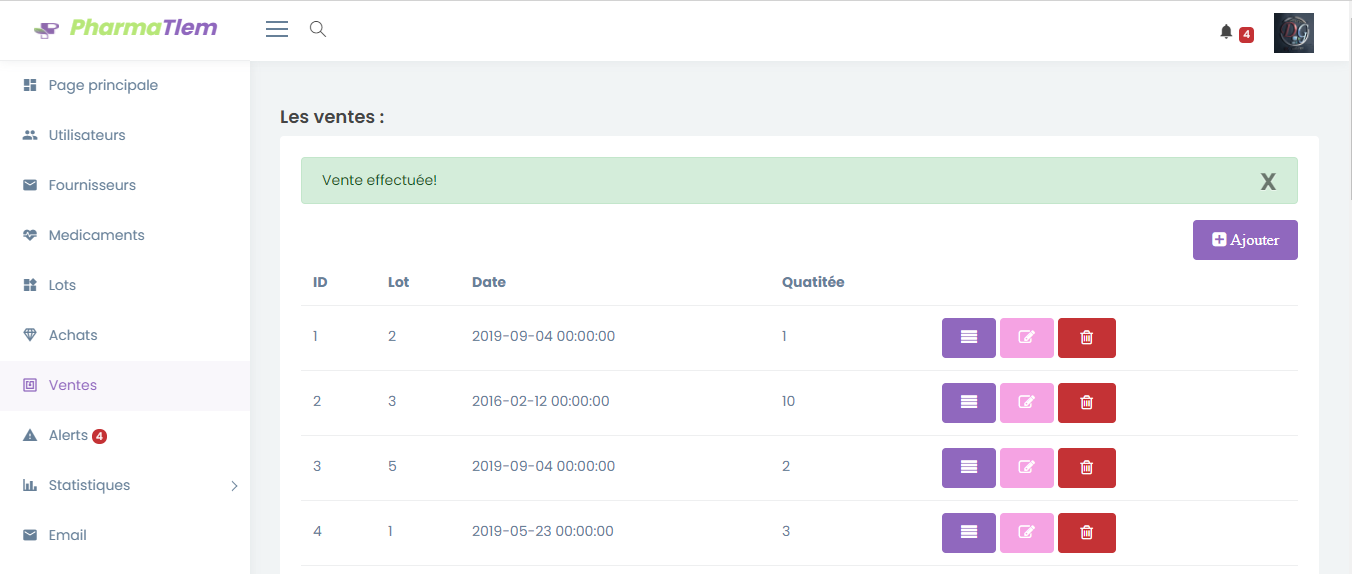 PharmaTlem
4
Page principale
Utilisateurs
Fournisseurs
Medicaments
Lots
Achats
Ventes
Alerts 4
Statistiques
Email
Les ventes :
Vente effectuée! X
Ajouter
ID Lot Date Quatitée
1 2 2019-09-04 00:00:00 1
2 3 2016-02-12 00:00:00 10
3 5 2019-09-04 00:00:00 2
4 1 2019-05-23 00:00:00 3